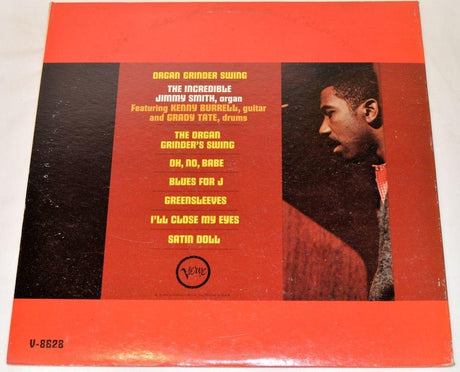 ORGAN GRINDER SWING
THE INCREDIBLE
JIMMY SMITH, organ
Featuring KENNY BURRELL, guitar
and GRADY TATE, drums
THE ORGAN
GRINDER'S SWING
OH, NO, BABE
BLUES FOR J
GREENSLEEVES
I'LL CLOSE MY EYES
SATIN DOLL
Verve
V-8628